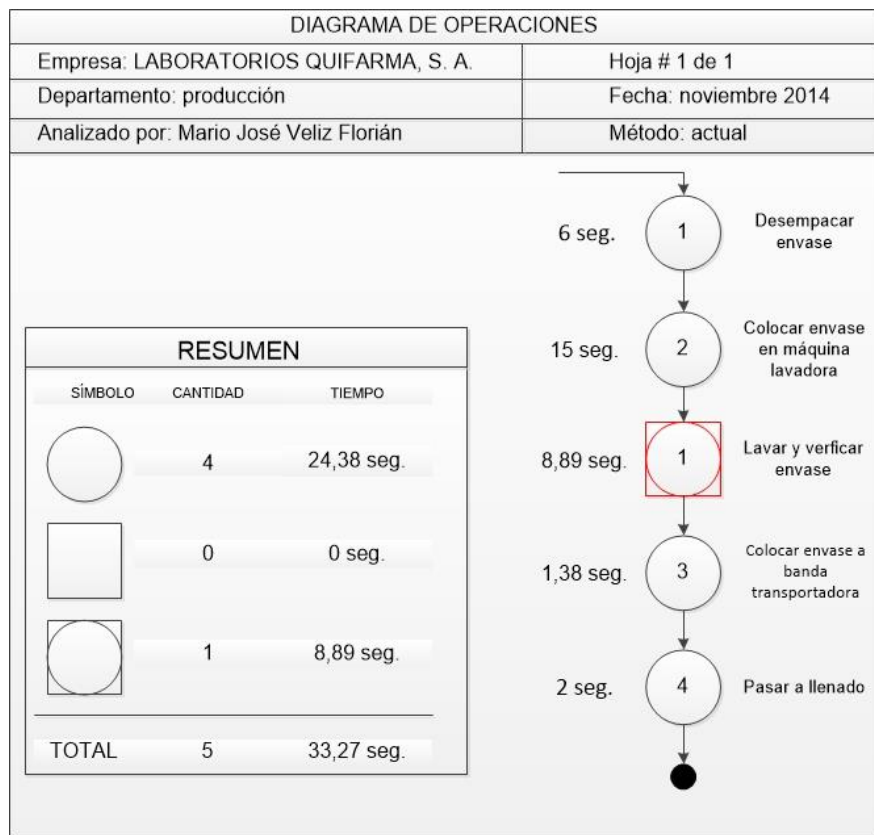 DIAGRAMA DE OPERACIONES
Empresa: LABORATORIOS QUIFARMA, S. A.
Hoja # 1 de 1
Departamento: producción
Fecha: noviembre 2014
Analizado por: Mario José Veliz Florián
Método: actual
6 seg.
1
Desempacar
envase
15 seg.
2
Colocar envase
en máquina
lavadora
8,89 seg.
1
Lavar y verficar
envase
1,38 seg.
3
Colocar envase a
banda
transportadora
2 seg.
4
Pasar a llenado
RESUMEN
SÍMBOLO CANTIDAD TIEMPO
4 24,38 seg.
0 0 seg.
1 8,89 seg.
TOTAL 5 33,27 seg.